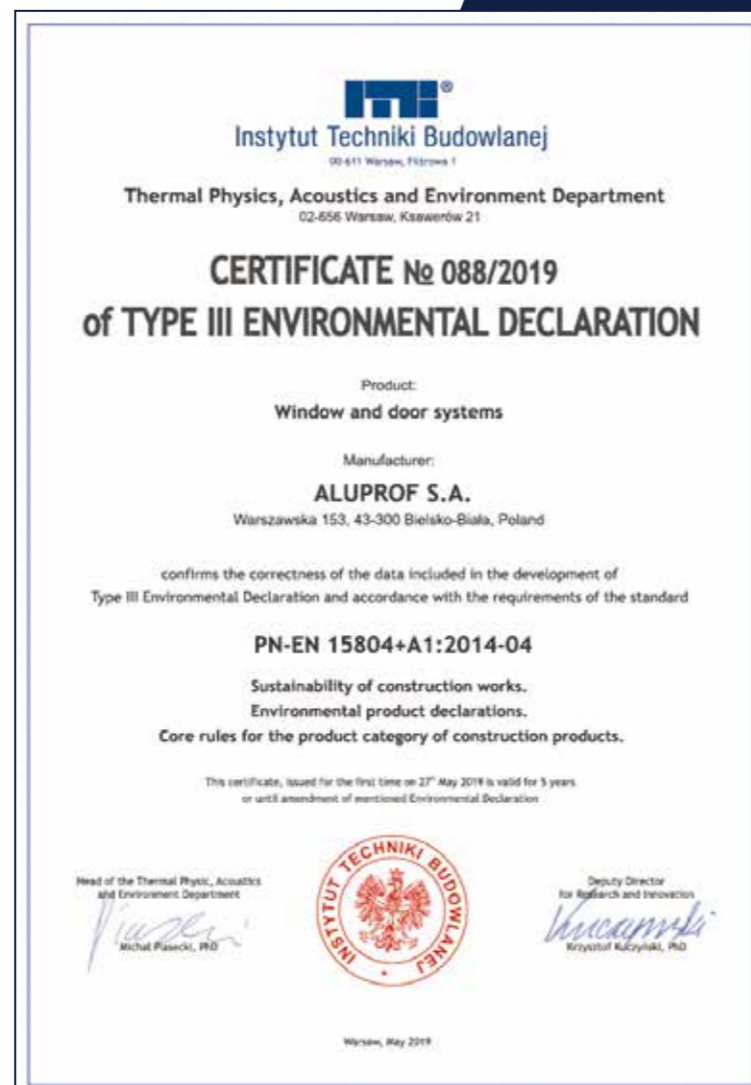 ITB®
Instytut Techniki Budowlanej
00-611 Warsaw, Filtrowa 1
Thermal Physics, Acoustics and Environment Department
02-656 Warsaw, Ksawerów 21
CERTIFICATE № 088/2019
of TYPE III ENVIRONMENTAL DECLARATION
Product:
Window and door systems
Manufacturer:
ALUPROF S.A.
Warszawska 153, 43-300 Bielsko-Biała, Poland
confirms the correctness of the data included in the development of
Type III Environmental Declaration and accordance with the requirements of the standard
PN-EN 15804+A1:2014-04
Sustainability of construction works.
Environmental product declarations.
Core rules for the product category of construction products.
This certificate, issued for the first time on 27th May 2019 is valid for 5 years
or until amendment of mentioned Environmental Declaration
Head of the Thermal Physic, Acoustics
and Environment Department
Michał Piasecki, PhD
INSTYTUT TECHNIKI BUDOWLANEJ
Deputy Director
for Research and Innovation
Krzysztof Kuczyński, PhD
Warsaw, May 2019